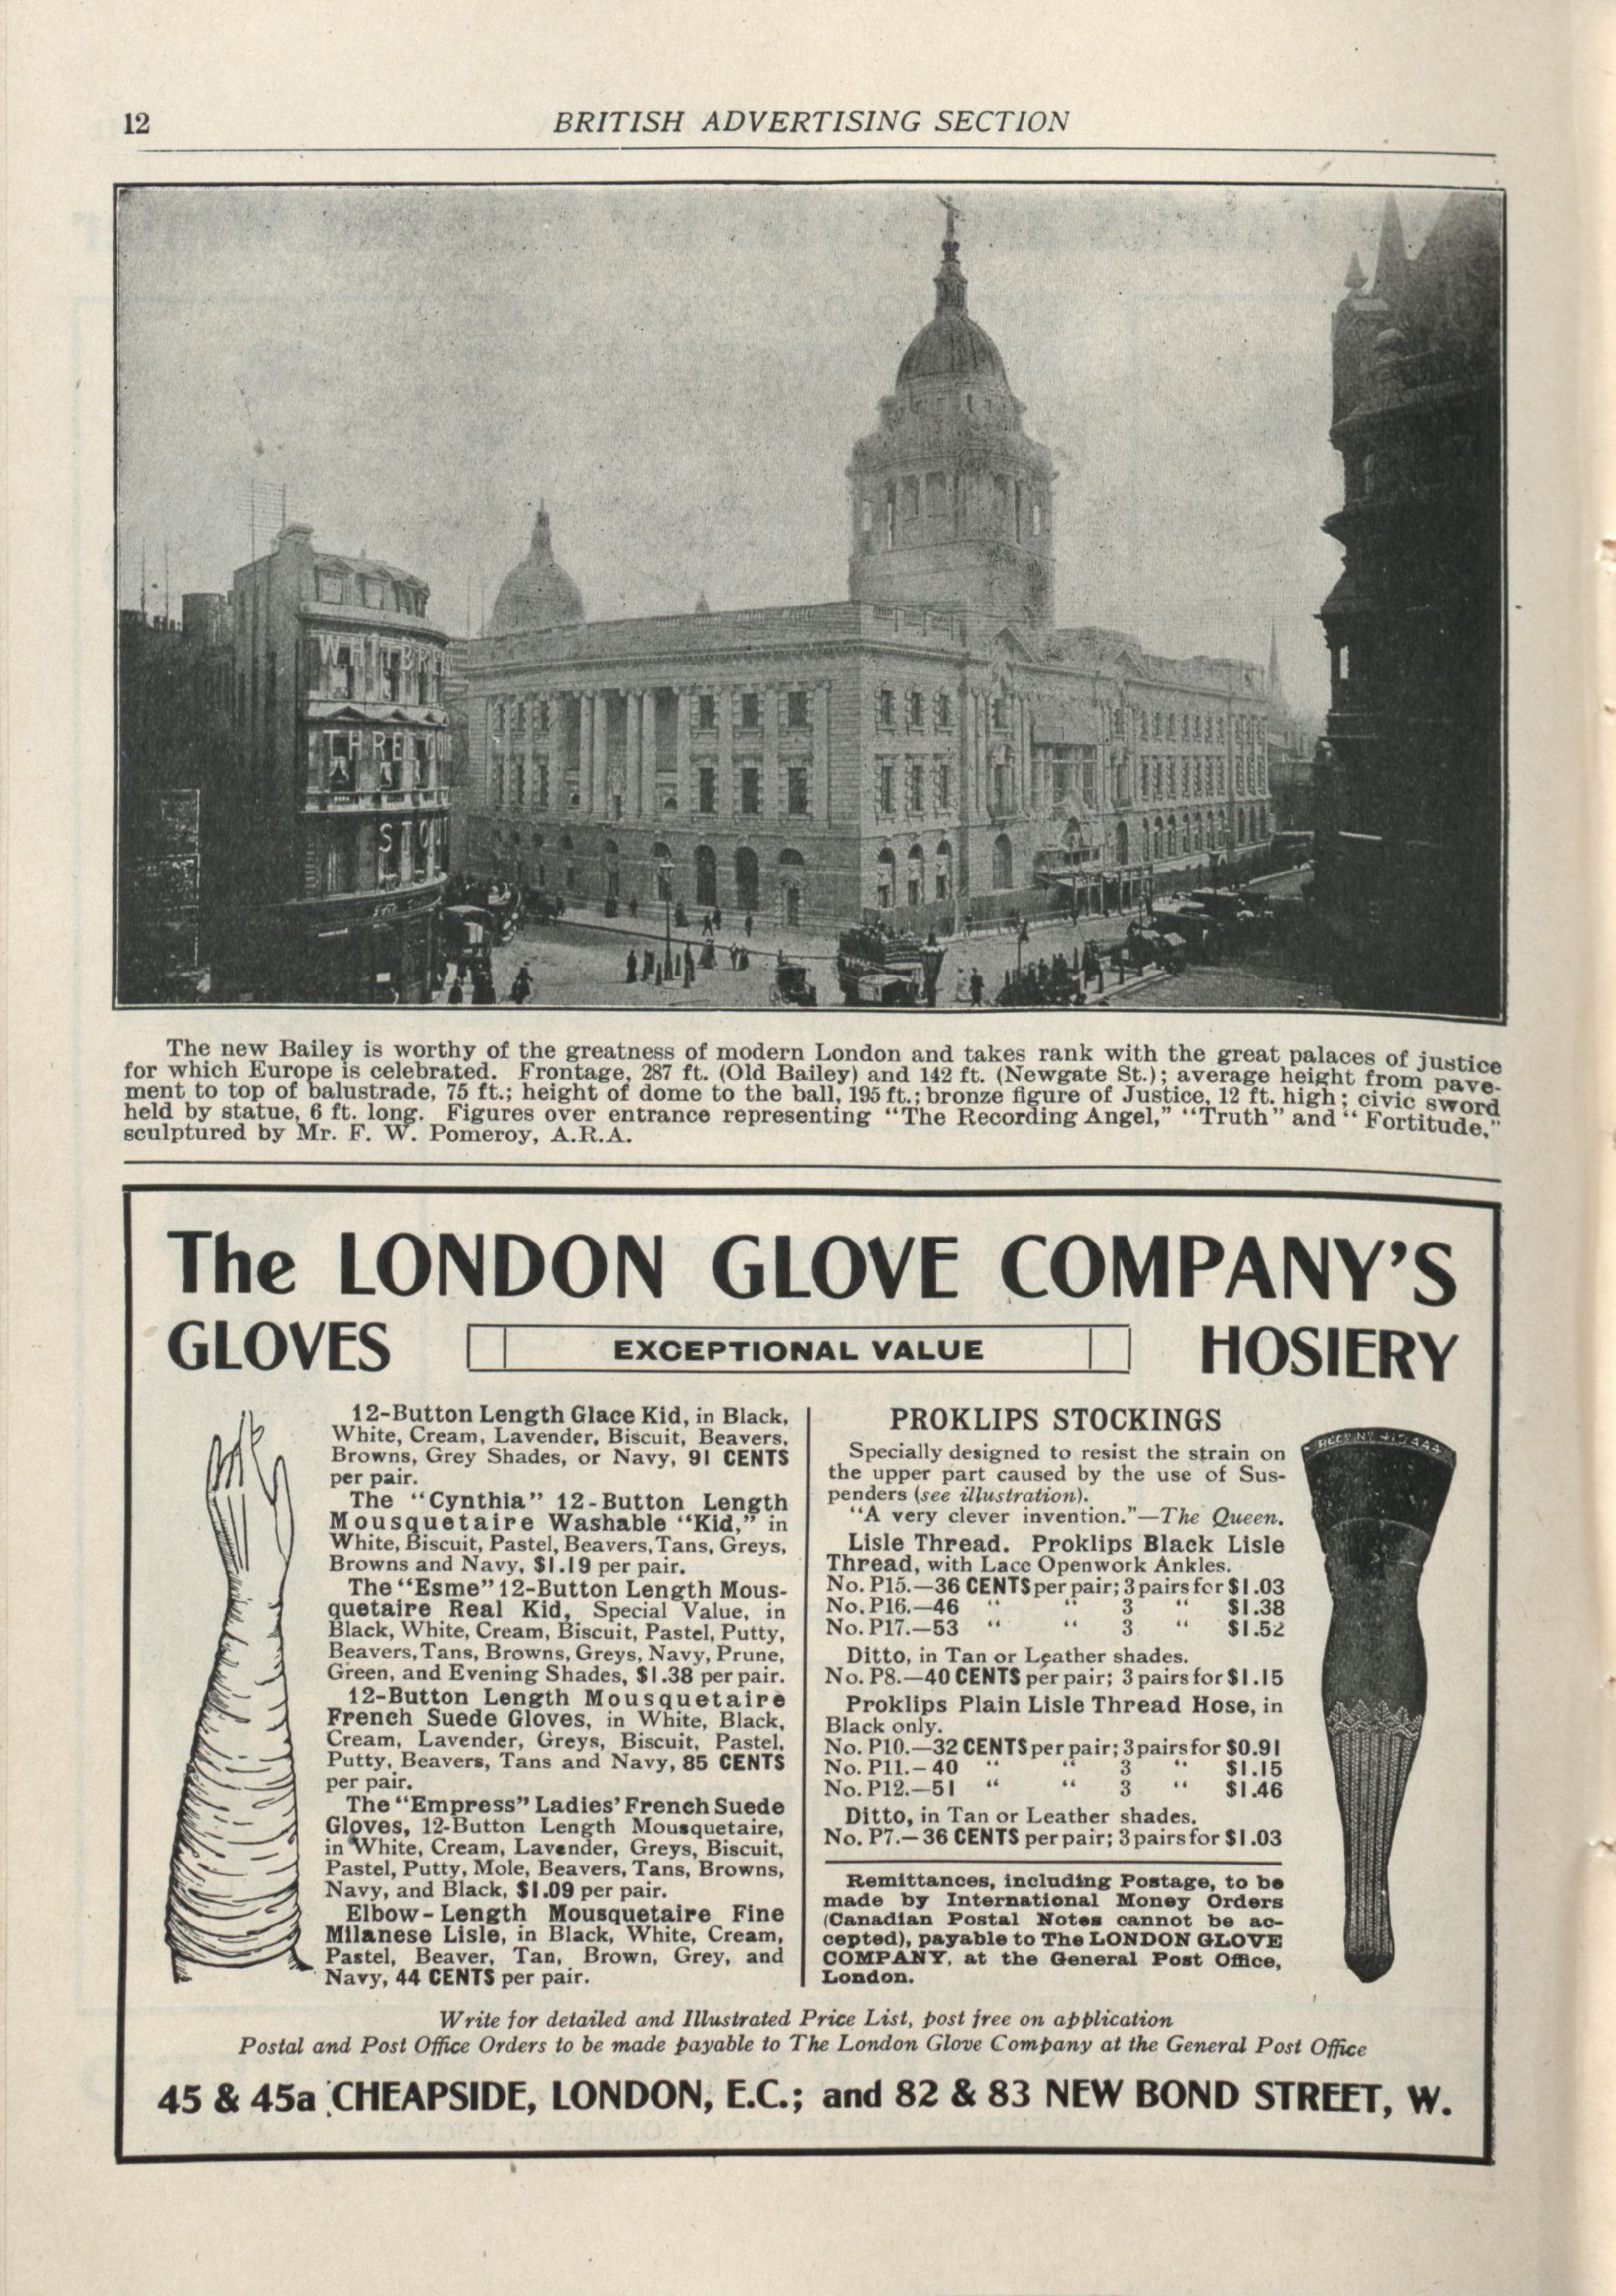 12
BRITISH ADVERTISING SECTION
WHITBRE
THREE
STOU
The new Bailey is worthy of the greatness of modern London and takes rank with the great palaces of justice
for which Europe is celebrated. Frontage, 287 ft. (Old Bailey) and 142 ft. (Newgate St.); average height from pave-
ment to top of balustrade, 75 ft.; height of dome to the ball, 195 ft.; bronze figure of Justice, 12 ft. high; civic sword
held by statue, 6 ft. long. Figures over entrance representing "The Recording Angel," "Truth" and "Fortitude,"
sculptured by Mr. F. W. Pomeroy, A.R.A.
The LONDON GLOVE COMPANY'S
GLOVES
EXCEPTIONAL VALUE
HOSIERY
12-Button Length Glace Kid, in Black,
White, Cream, Lavender, Biscuit, Beavers,
Browns, Grey Shades, or Navy, 91 CENTS
per pair.
The "Cynthia" 12-Button Length
Mousquetaire Washable "Kid," in
White, Biscuit, Pastel, Beavers, Tans, Greys,
Browns and Navy, $1.19 per pair.
The "Esme" 12-Button Length Mous-
quetaire Real Kid, Special Value, in
Black, White, Cream, Biscuit, Pastel, Putty,
Beavers, Tans, Browns, Greys, Navy, Prune,
Green, and Evening Shades, $1.38 per pair.
12-Button Length Mousquetaire
French Suede Gloves, in White, Black,
Cream, Lavender, Greys, Biscuit, Pastel,
Putty, Beavers, Tans and Navy, 85 CENTS
per pair.
The "Empress" Ladies' French Suede
Gloves, 12-Button Length Mousquetaire,
in White, Cream, Lavender, Greys, Biscuit,
Pastel, Putty, Mole, Beavers, Tans, Browns,
Navy, and Black, $1.09 per pair.
Elbow-Length Mousquetaire Fine
Milanese Lisle, in Black, White, Cream,
Pastel, Beaver, Tan, Brown, Grey, and
Navy, 44 CENTS per pair.
PROKLIPS STOCKINGS
Specially designed to resist the strain on
the upper part caused by the use of Sus-
penders (see illustration).
"A very clever invention."—The Queen.
Lisle Thread. Proklips Black Lisle
Thread, with Lace Openwork Ankles.
No. P15.—36 CENTS per pair; 3 pairs for $1.03
No. P16.—46 " " 3 " $1.38
No. P17.—53 " " 3 " $1.52
Ditto, in Tan or Leather shades.
No. P8.—40 CENTS per pair; 3 pairs for $1.15
Proklips Plain Lisle Thread Hose, in
Black only.
No. P10.—32 CENTS per pair; 3 pairs for $0.91
No. P11.—40 " " 3 " $1.15
No. P12.—51 " " 3 " $1.46
Ditto, in Tan or Leather shades.
No. P7.—36 CENTS per pair; 3 pairs for $1.03
Remittances, including Postage, to be
made by International Money Orders
(Canadian Postal Notes cannot be ac-
cepted), payable to The LONDON GLOVE
COMPANY, at the General Post Office,
London.
Write for detailed and Illustrated Price List, post free on application
Postal and Post Office Orders to be made payable to The London Glove Company at the General Post Office
45 & 45a CHEAPSIDE, LONDON, E.C.; and 82 & 83 NEW BOND STREET, W.